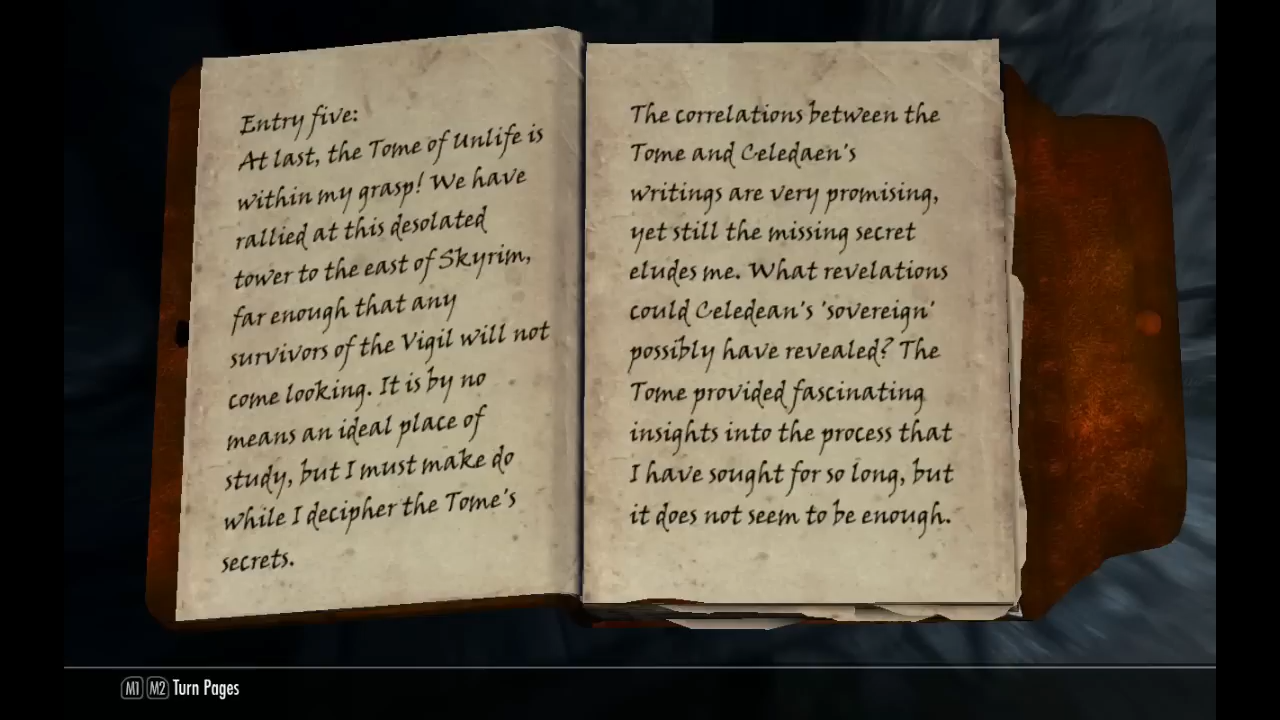 Entry five:
At last, the Tome of Unlife is
within my grasp! We have
rallied at this desolated
tower to the east of Skyrim,
far enough that any
survivors of the Vigil will not
come looking. It is by no
means an ideal place of
study, but I must make do
while I decipher the Tome's
secrets.
The correlations between the
Tome and Celedaen's
writings are very promising,
yet still the missing secret
eludes me. What revelations
could Celedean's 'sovereign'
possibly have revealed? The
Tome provided fascinating
insights into the process that
I have sought for so long, but
it does not seem to be enough.
M1 M2 Turn Pages